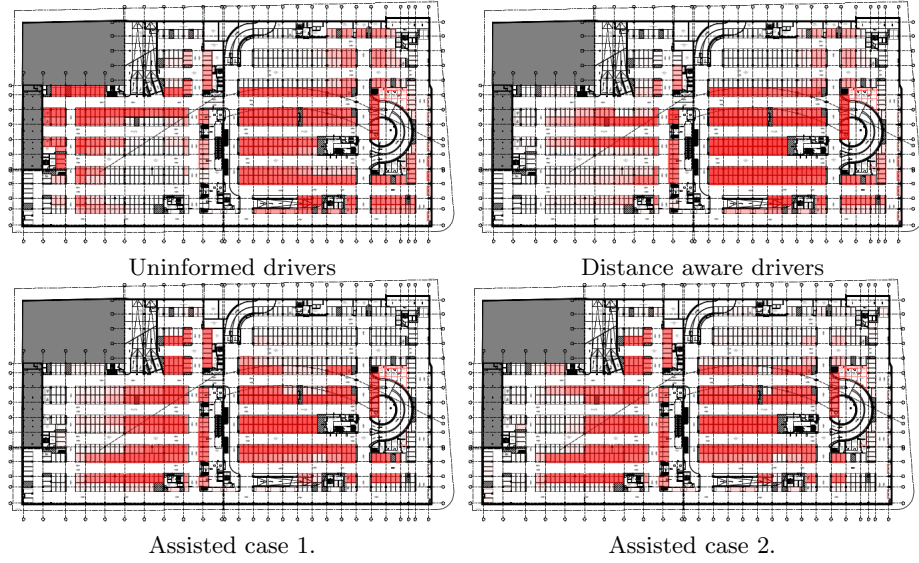 Uninformed drivers
Distance aware drivers
Assisted case 1.
Assisted case 2.